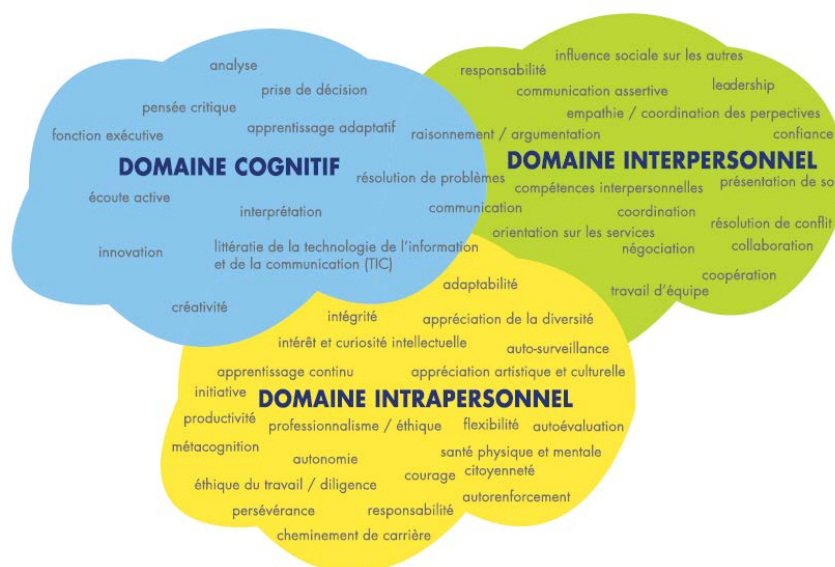 analyse
prise de décision
pensée critique
fonction exécutive
apprentissage adaptatif
DOMAINE COGNITIF
résolution de problèmes
écoute active
interprétation
communication
innovation
littératie de la technologie de l'information
et de la communication (TIC)
créativité
influence sociale sur les autres
responsabilité
leadership
communication assertive
empathie / coordination des perpectives
raisonnement / argumentation
confiance
DOMAINE INTERPERSONNEL
présentation de so
compétences interpersonnelles
coordination
résolution de conflit
orientation sur les services
négociation
collaboration
coopération
travail d'équipe
adaptabilité
intégrité
appréciation de la diversité
intérêt et curiosité intellectuelle
auto-surveillance
apprentissage continu
appréciation artistique et culturelle
initiative
DOMAINE INTRAPERSONNEL
productivité
professionnalisme / éthique
flexibilité
autoévaluation
métacognition
santé physique et mentale
autonomie
courage
citoyenneté
éthique du travail / diligence
autorenforcement
persévérance
responsabilité
cheminement de carrière